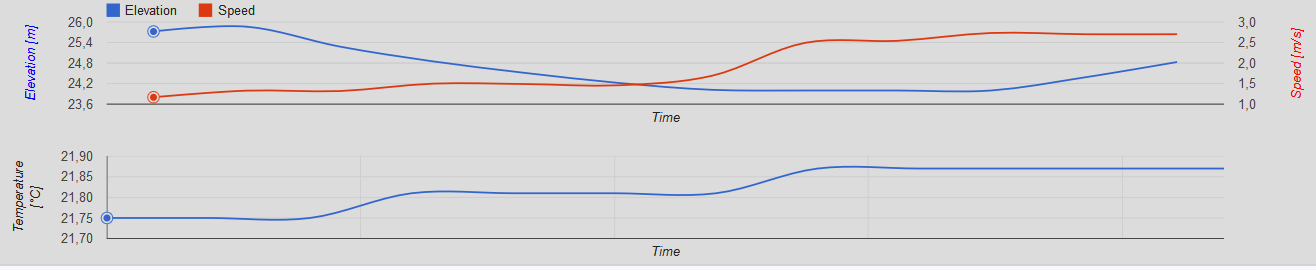 Elevation Speed
Elevation [m]
26,0
25,4
24,8
24,2
23,6
3,0
2,5
2,0
1,5
1,0
Speed [m/s]
Time
Temperature
[°C]
21,90
21,85
21,80
21,75
21,70
Time